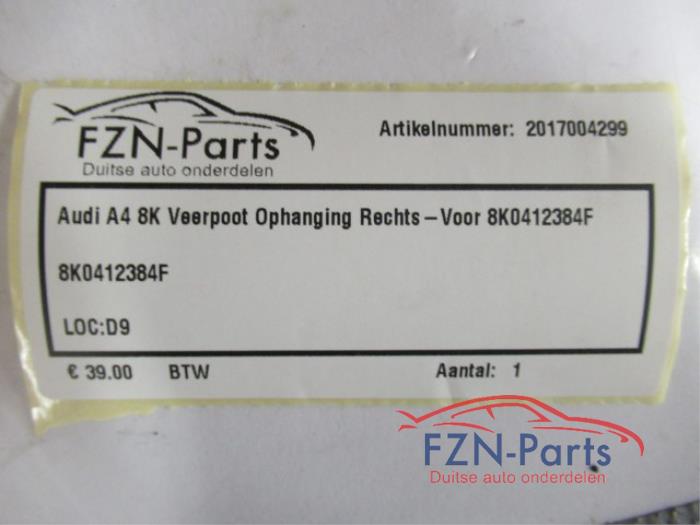 FZN-Parts
Duitse auto onderdelen
Artikelnummer: 2017004299
Audi A4 8K Veerpoot Ophanging Rechts-Voor 8K0412384F
8K0412384F
LOC:D9
€ 39.00 BTW Aantal: 1
FZN-Parts
Duitse auto onderdelen